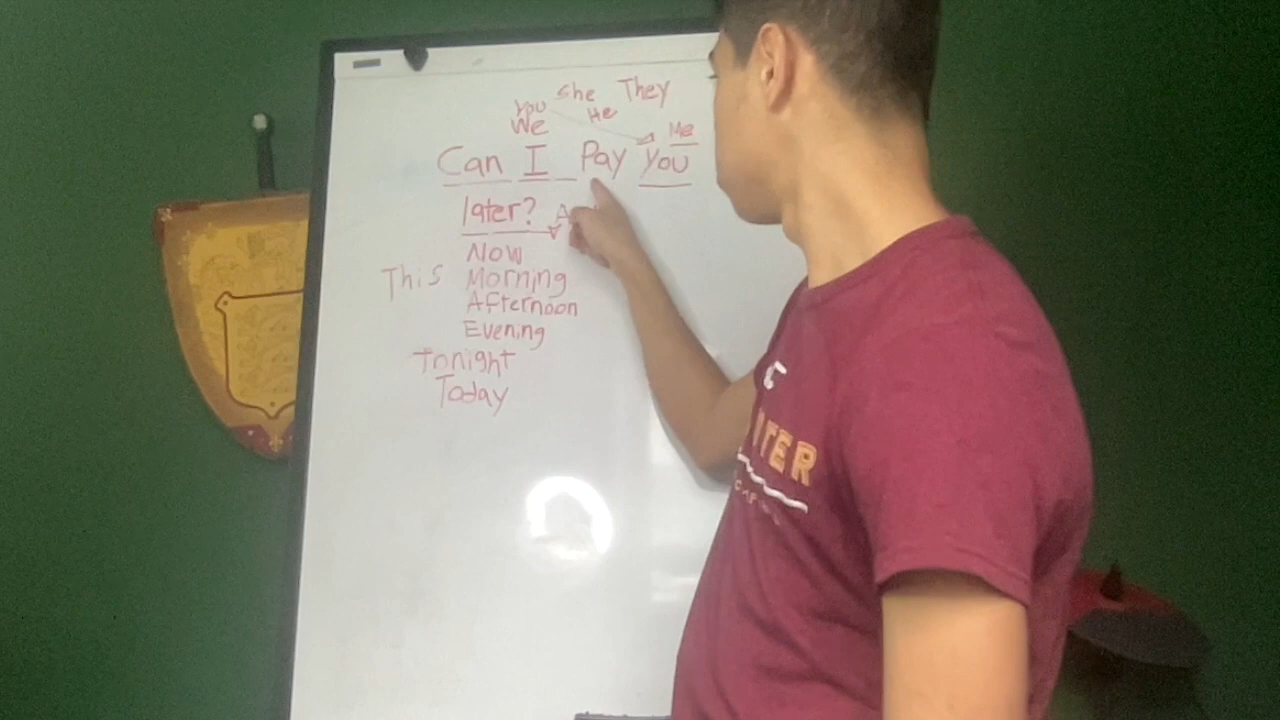 She They
You He
We Me
Can I Pay You
later?
Now
This Morning
Afternoon
Evening
Tonight
Today